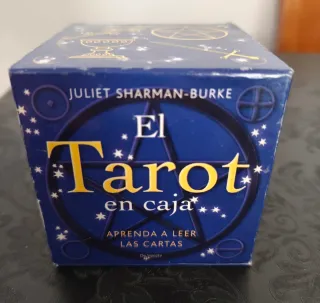 JULIET SHARMAN-BURKE
El
Tarot
en caja
APRENDA A LEER
LAS CARTAS